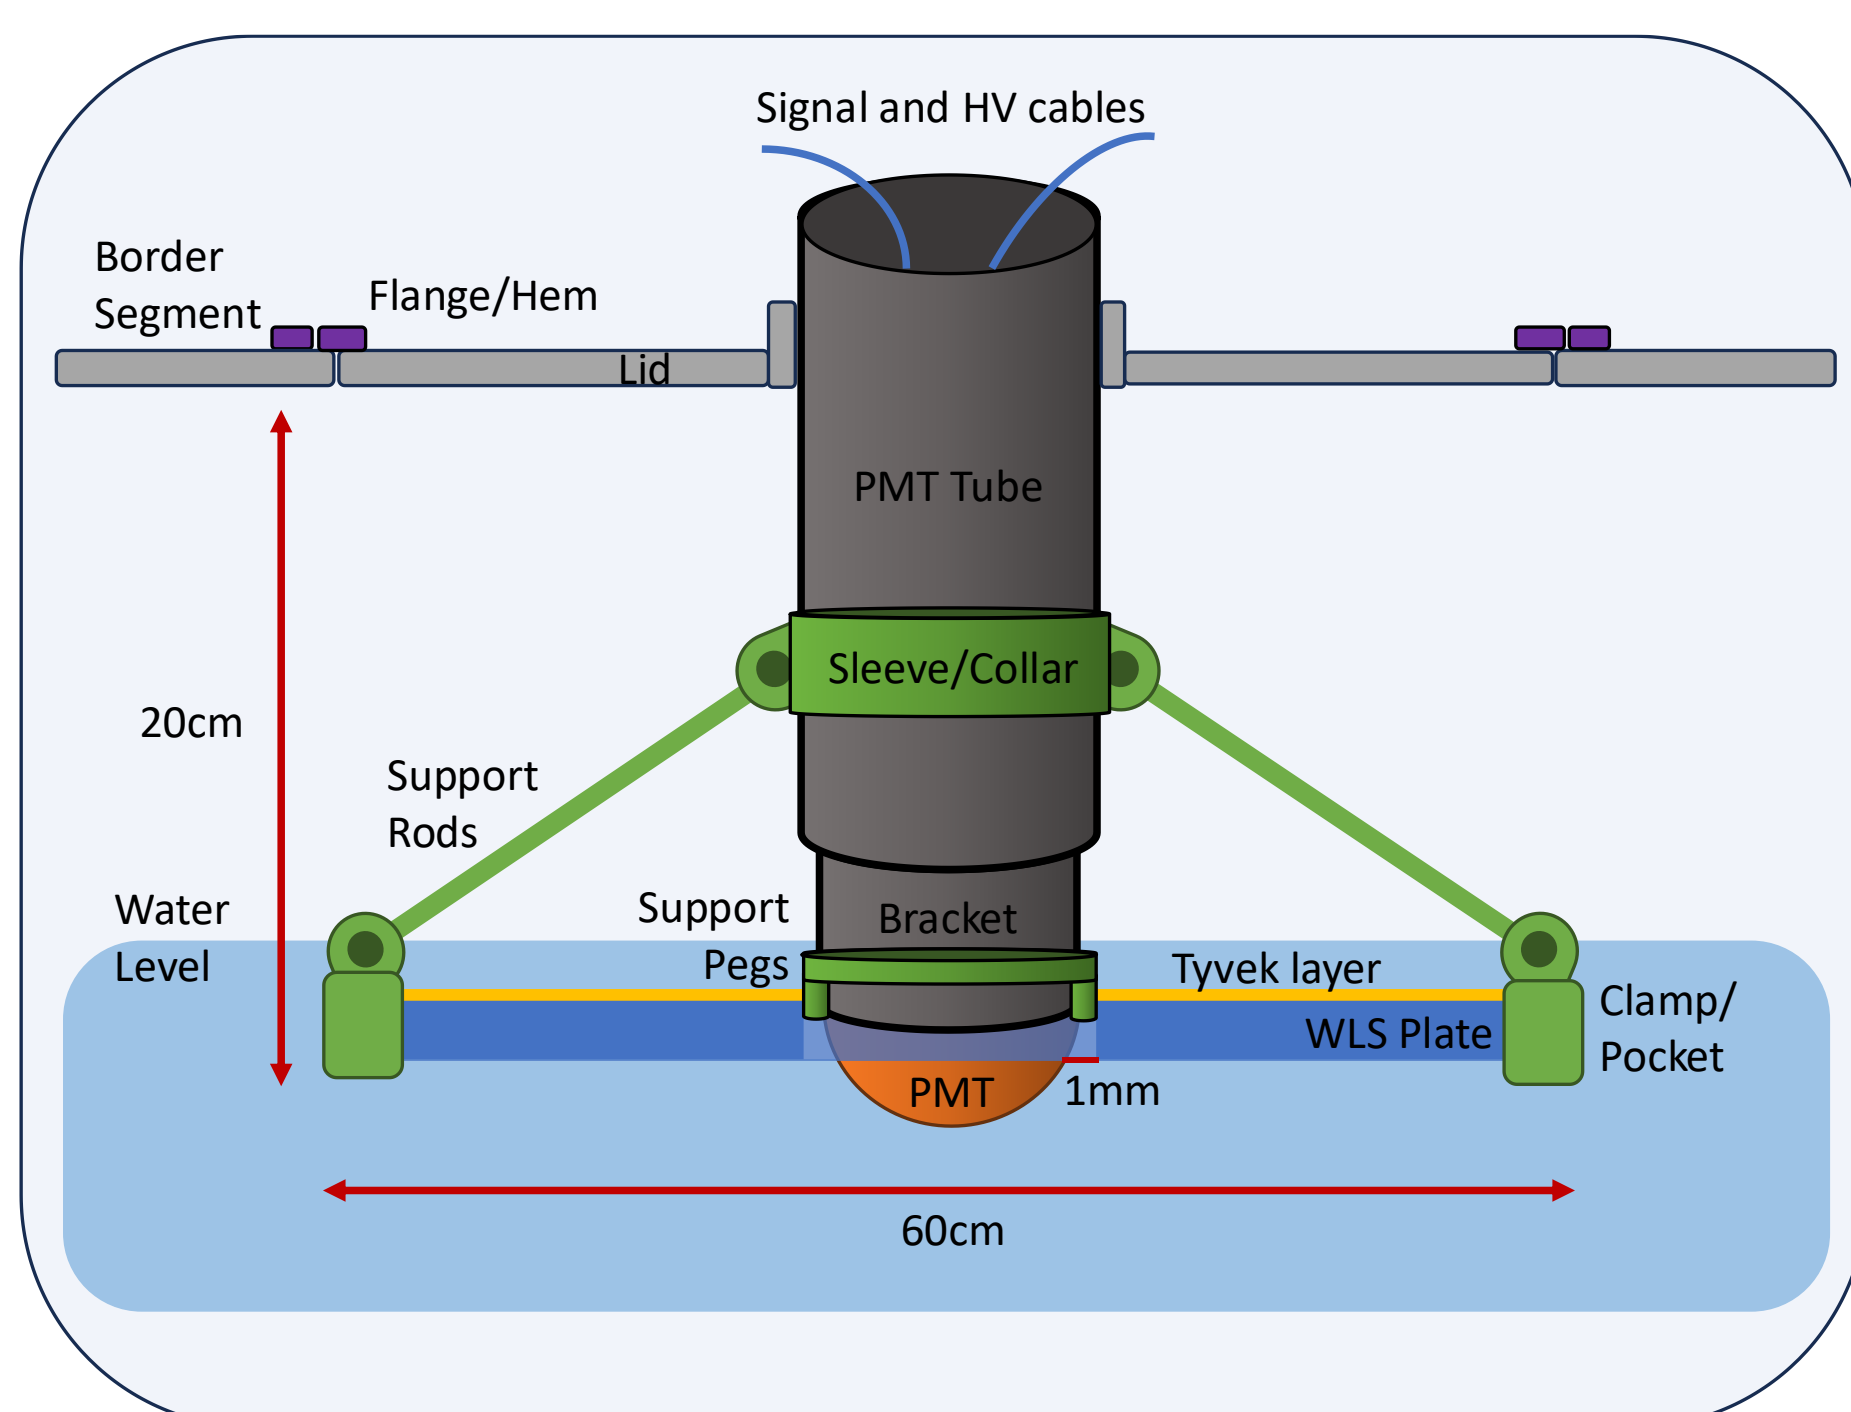 Signal and HV cables
Border
Segment
Flange/Hem
Lid
PMT Tube
Sleeve/Collar
20cm
Support
Rods
Water
Level
Support
Pegs
Bracket
Tyvek layer
WLS Plate
Clamp/
Pocket
PMT
1mm
60cm